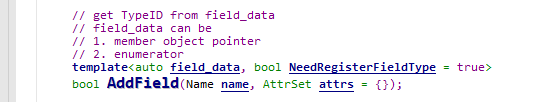 // get TypeID from field_data
// field_data can be
// 1. member object pointer
// 2. enumerator
template<auto field_data, bool NeedRegisterFieldType = true>
bool AddField(Name name, AttrSet attrs = {});